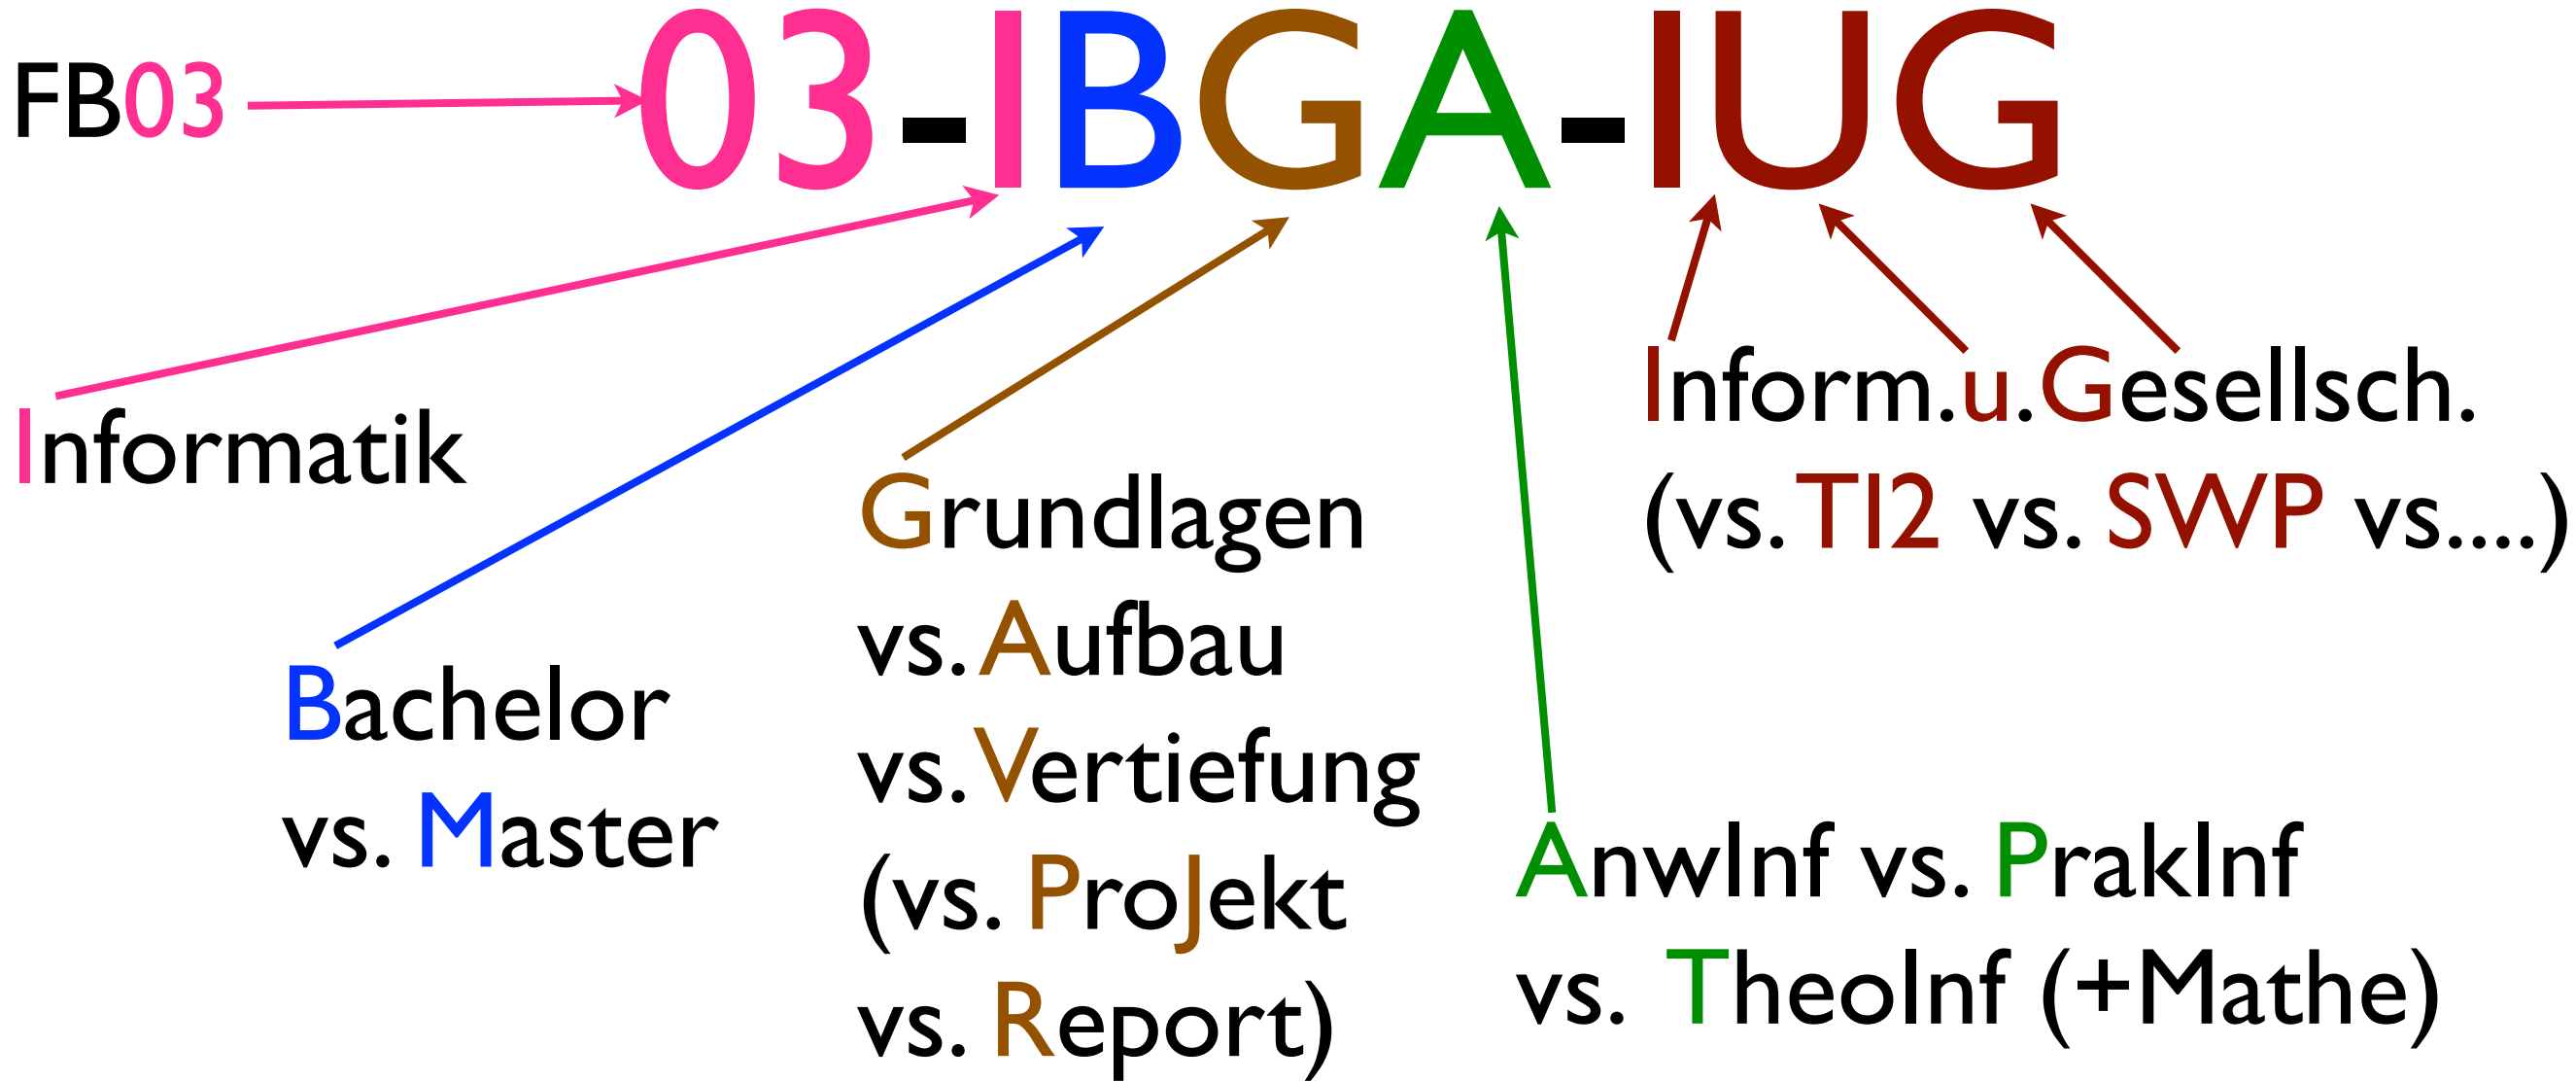 FB03
03-IBGA-IUG
Informatik
Bachelor
vs. Master
Grundlagen
vs. Aufbau
vs. Vertiefung
(vs. ProJekt
vs. Report)
AnwInf vs. PrakInf
vs. TheoInf (+Mathe)
Inform.u.Gesellsch.
(vs. TI2 vs. SWP vs....)